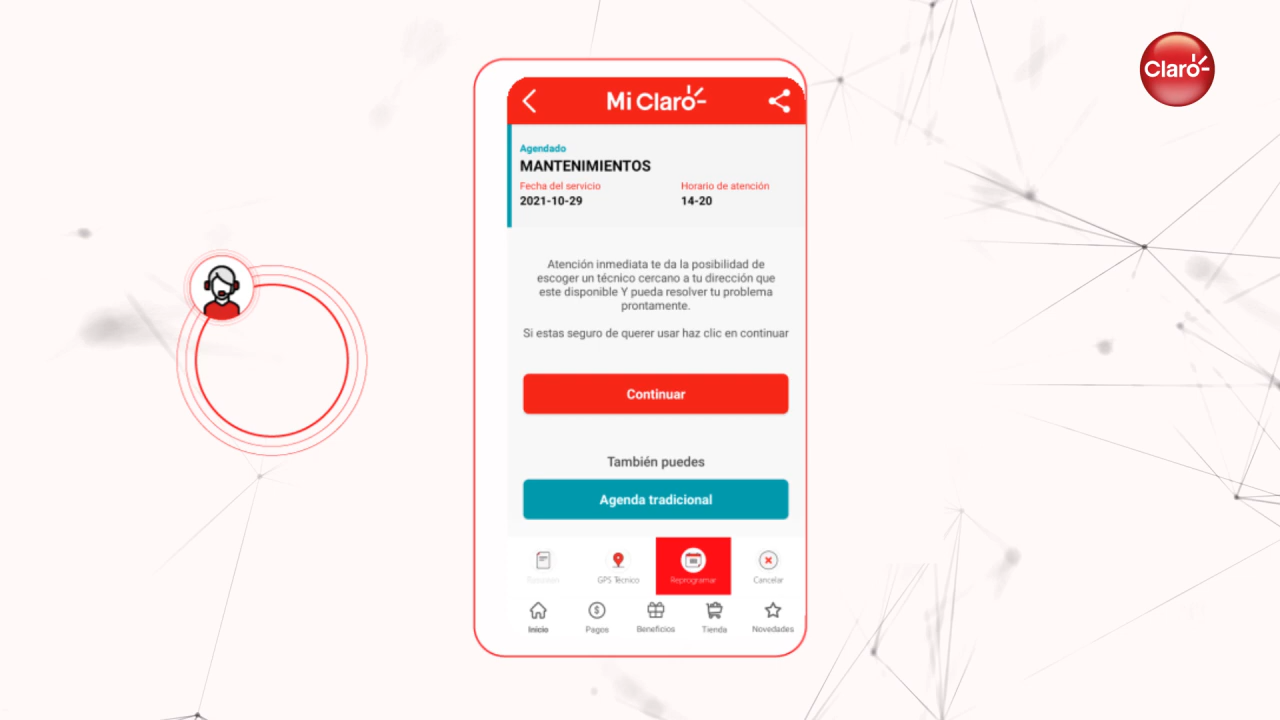 Claro
Mi Claro
Agendado
MANTENIMIENTOS
Fecha del servicio
Horario de atención
2021-10-29
14-20
Atención inmediata te da la posibilidad de
escoger un técnico cercano a tu dirección que
este disponible Y pueda resolver tu problema
prontamente.
Si estas seguro de querer usar haz clic en continuar
Continuar
También puedes
Agenda tradicional
GPS Técnico
Reprogramar
Cancelar
Inicio
Pagos
Beneficios
Tienda
Novedades